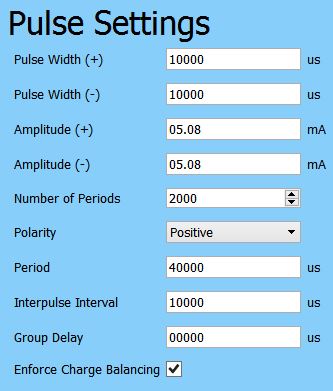 Pulse Settings
Pulse Width (+) 10000 us
Pulse Width (-) 10000 us
Amplitude (+) 05.08 mA
Amplitude (-) 05.08 mA
Number of Periods 2000
Polarity Positive
Period 40000 us
Interpulse Interval 10000 us
Group Delay 00000 us
Enforce Charge Balancing